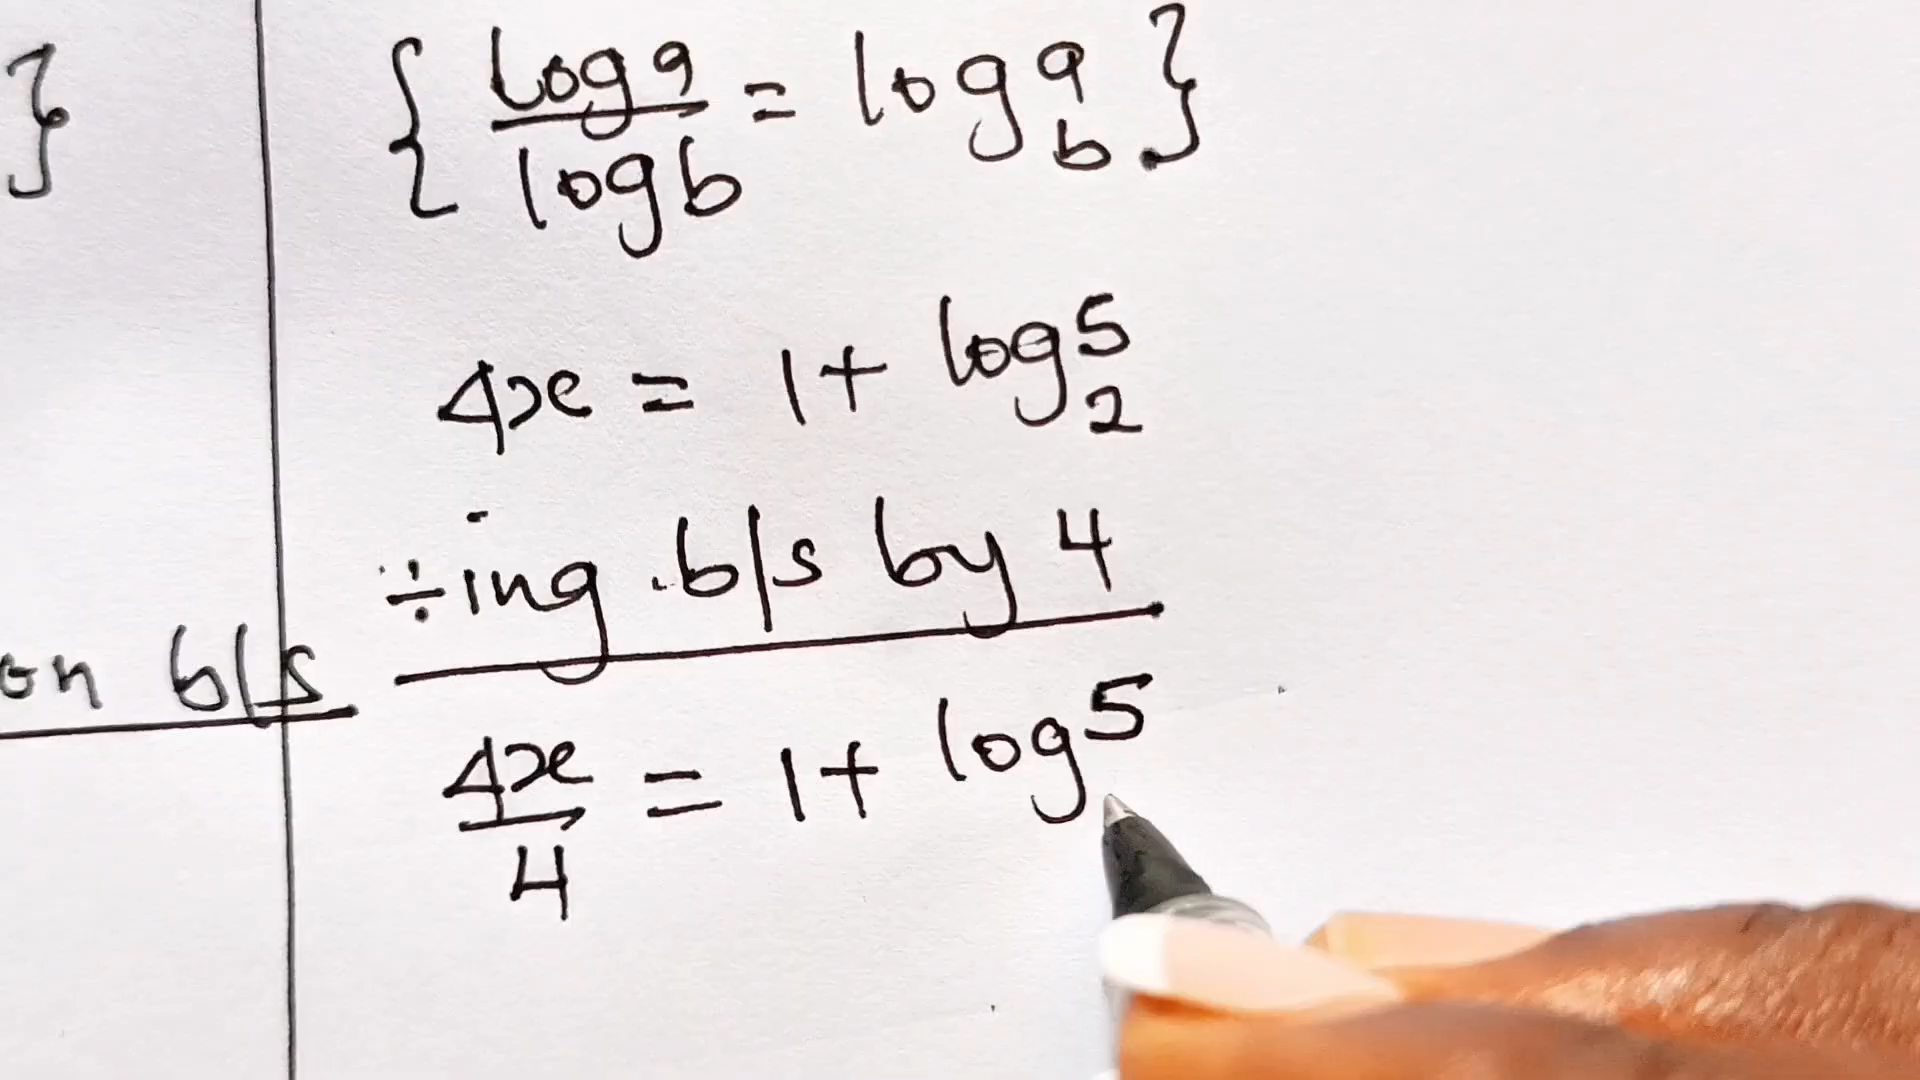 }
on b/s
{ log a / log b = log a b }
4x = 1 + log 5 2
÷ing b/s by 4
4x / 4 = 1 + log 5